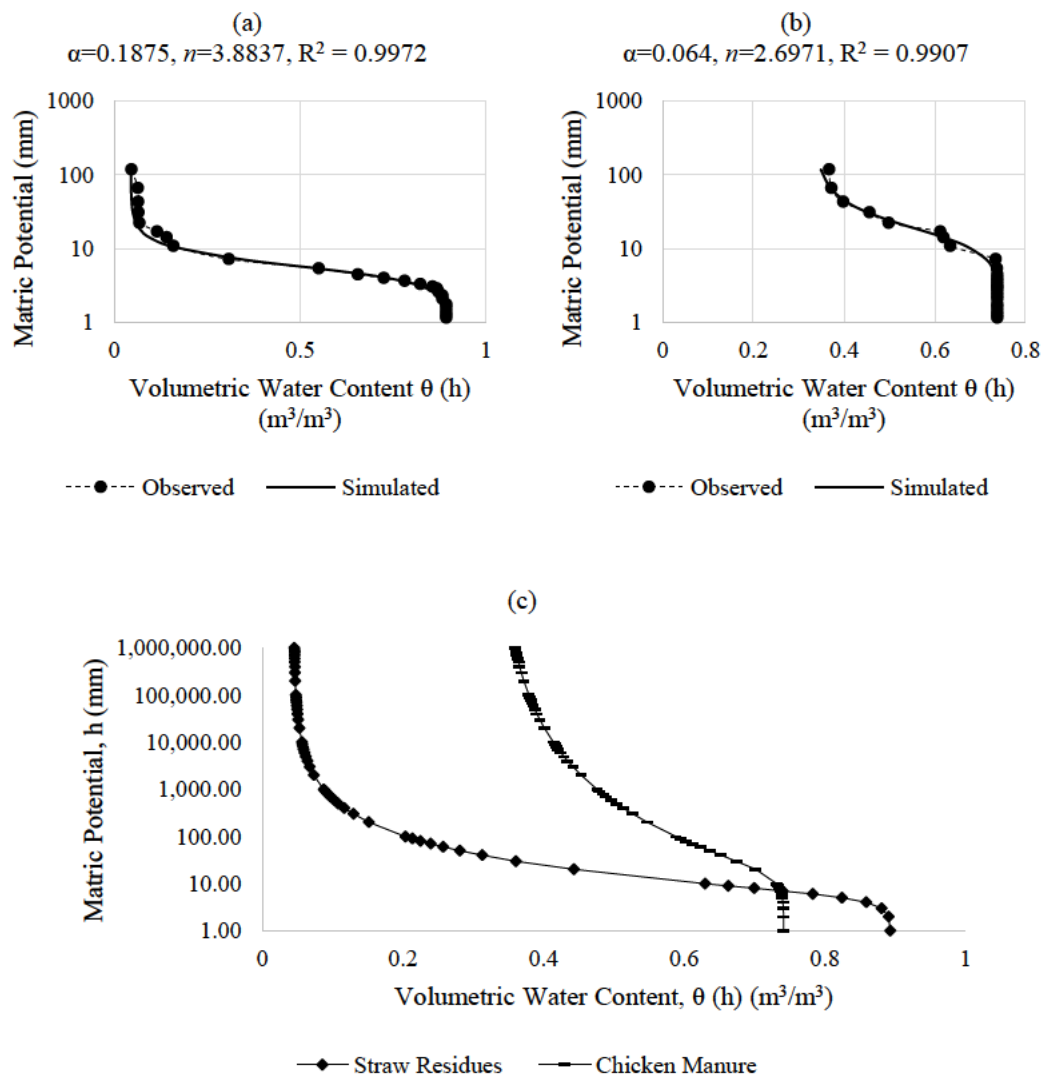 (a)
α=0.1875, n=3.8837, R² = 0.9972
1000
100
10
1
0
0.5
1
Matric Potential (mm)
Volumetric Water Content θ (h)
(m³/m³)
Observed
Simulated
(b)
α=0.064, n=2.6971, R² = 0.9907
1000
100
10
1
0
0.4
0.6
0.8
Matric Potential (mm)
Volumetric Water Content θ (h)
(m³/m³)
Observed
Simulated
(c)
1,000,000.00
100,000.00
10,000.00
1,000.00
100.00
10.00
1.00
0
0.2
0.4
0.6
0.8
1
Matric Potential, h (mm)
Volumetric Water Content, θ (h) (m³/m³)
Straw Residues
Chicken Manure